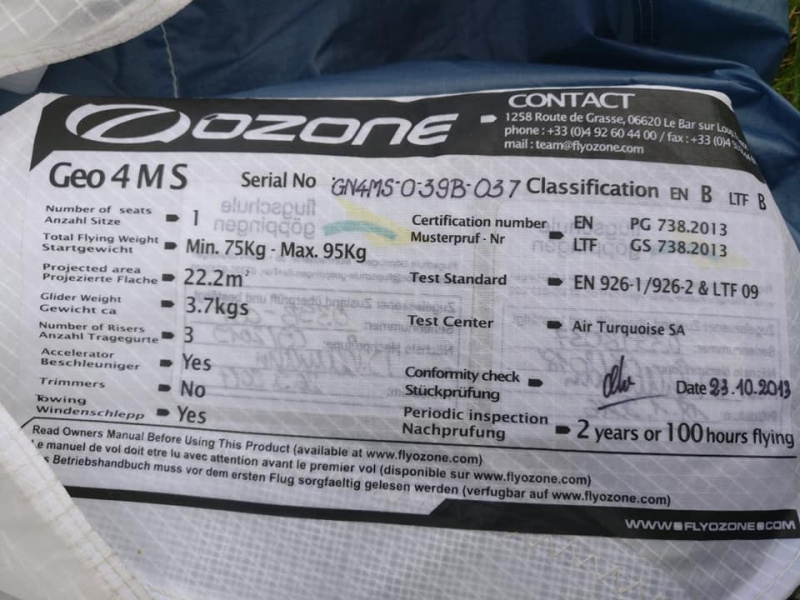 OZONE
CONTACT
1258 Route de Grasse, 06620 Le Bar sur Loup
phone : +33 (0)4 92 60 44 00 / fax : +33 (0)4
mail : team@flyozone.com
Geo 4 M S
Serial No GN4MS-O-39B-037
Classification EN B LTF B
Number of seats
Anzahl Sitze
1
Total Flying Weight
Startgewicht
Min. 75Kg - Max. 95Kg
Projected area
Projezierte Flache
22.2m²
Glider Weight
Gewicht ca
3.7kgs
Number of Risers
Anzahl Tragegurte
3
Accelerator
Beschleuniger
Yes
Trimmers
No
Towing
Windenschlepp
Yes
Certification number
Musterpruf - Nr
EN PG 738.2013
LTF GS 738.2013
Test Standard
EN 926-1/926-2 & LTF 09
Test Center
Air Turquoise SA
Conformity check
Stückprüfung
Date 23.10.2013
Periodic inspection
Nachprufung
2 years or 100 hours flying
Read Owners Manual Before Using This Product (available at www.flyozone.com)
Le manuel de vol doit etre lu avec attention avant le premier vol (disponible sur www.flyozone.com)
Betriebshandbuch muss vor dem ersten Flug sorgfaeltig gelesen werden (verfugbar auf www.flyozone.com)
WWW.FLYOZONE.COM
flugschule
göppingen